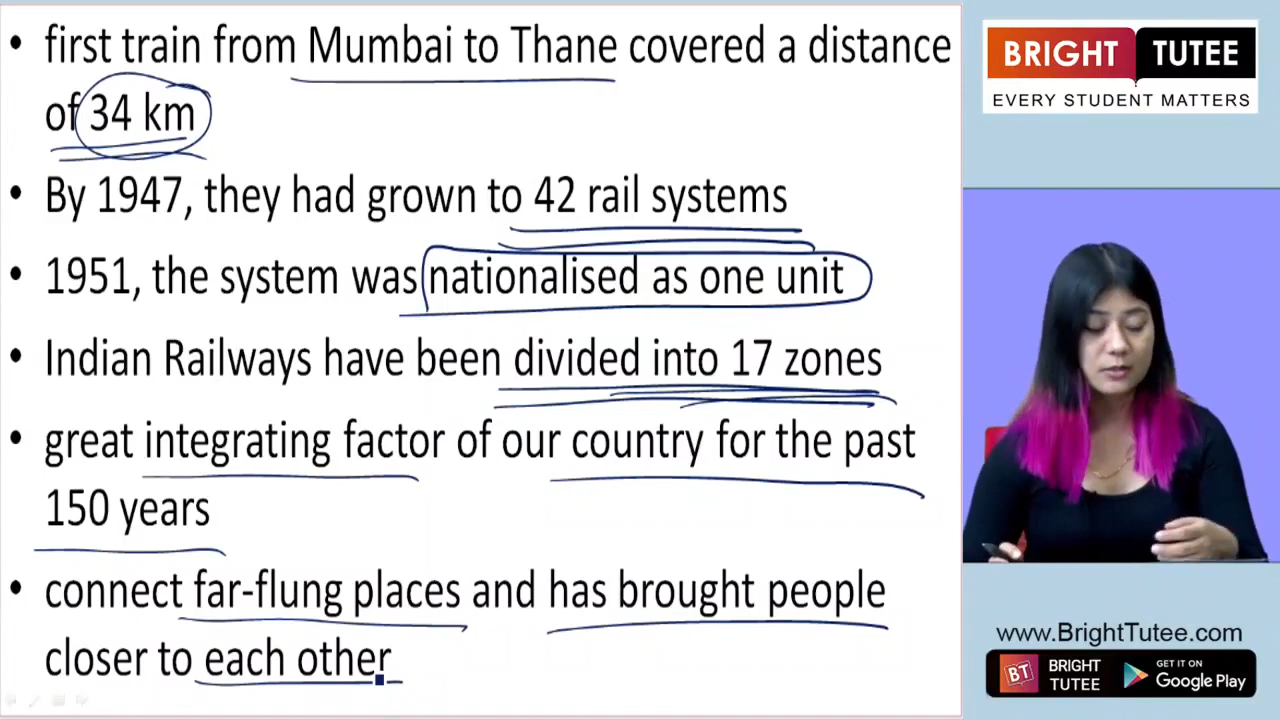 • first train from Mumbai to Thane covered a distance
of 34 km
• By 1947, they had grown to 42 rail systems
• 1951, the system was nationalised as one unit
• Indian Railways have been divided into 17 zones
• great integrating factor of our country for the past
150 years
• connect far-flung places and has brought people
closer to each other
BRIGHT TUTEE
EVERY STUDENT MATTERS
www.BrightTutee.com
BT BRIGHT TUTEE
GET IT ON
Google Play